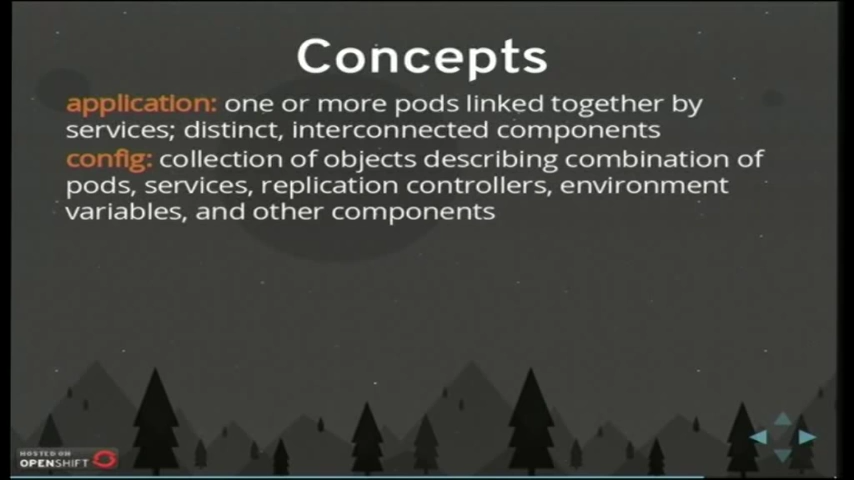 Concepts
application: one or more pods linked together by
services; distinct, interconnected components
config: collection of objects describing combination of
pods, services, replication controllers, environment
variables, and other components
HOSTED ON
OPENSHIFT